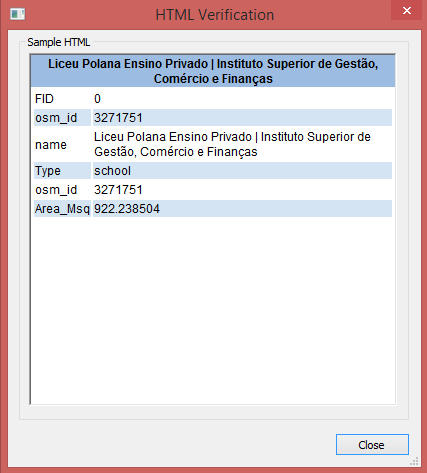 HTML Verification
Sample HTML
Liceu Polana Ensino Privado | Instituto Superior de Gestão,
Comércio e Finanças
FID 0
osm_id 3271751
name Liceu Polana Ensino Privado | Instituto Superior de
Gestão, Comércio e Finanças
Type school
osm_id 3271751
Area_Msq 922.238504
Close